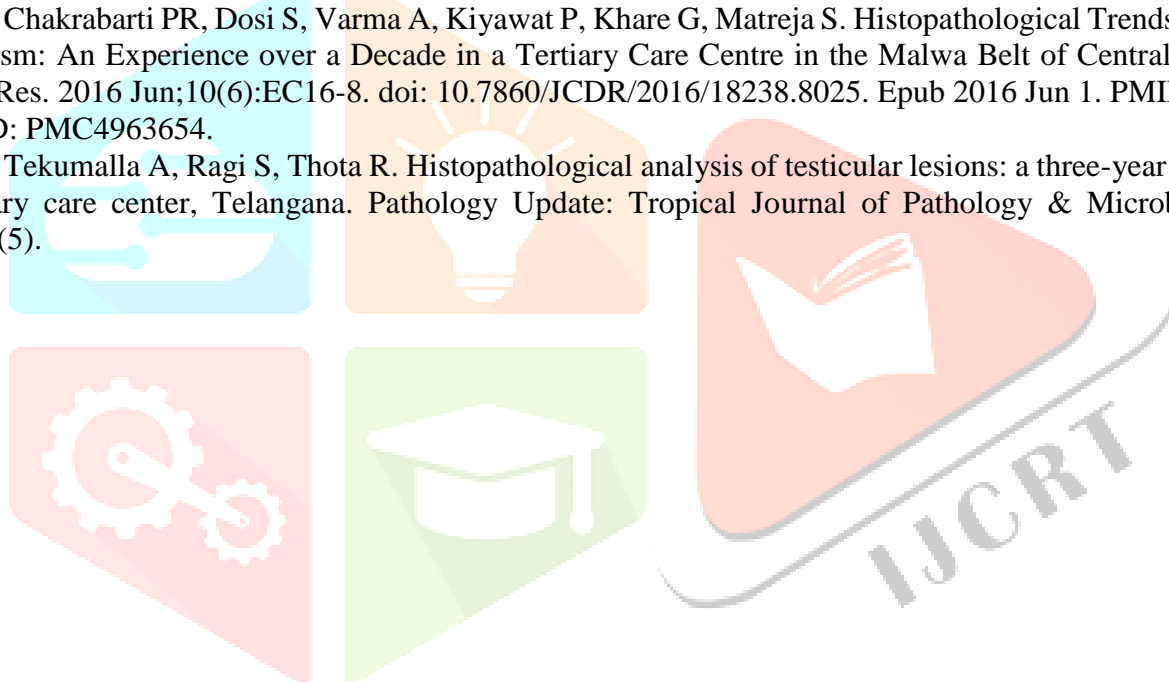 Chakrabarti PR, Dosi S, Varma A, Kiyawat P, Khare G, Matreja S. Histopathological Trends
sm: An Experience over a Decade in a Tertiary Care Centre in the Malwa Belt of Central
Res. 2016 Jun;10(6):EC16-8. doi: 10.7860/JCDR/2016/18238.8025. Epub 2016 Jun 1.
D: PMC4963654.
Tekumalla A, Ragi S, Thota R. Histopathological analysis of testicular lesions: a three-year
ry care center, Telangana. Pathology Update: Tropical Journal of Pathology &
(5).
IJCRT